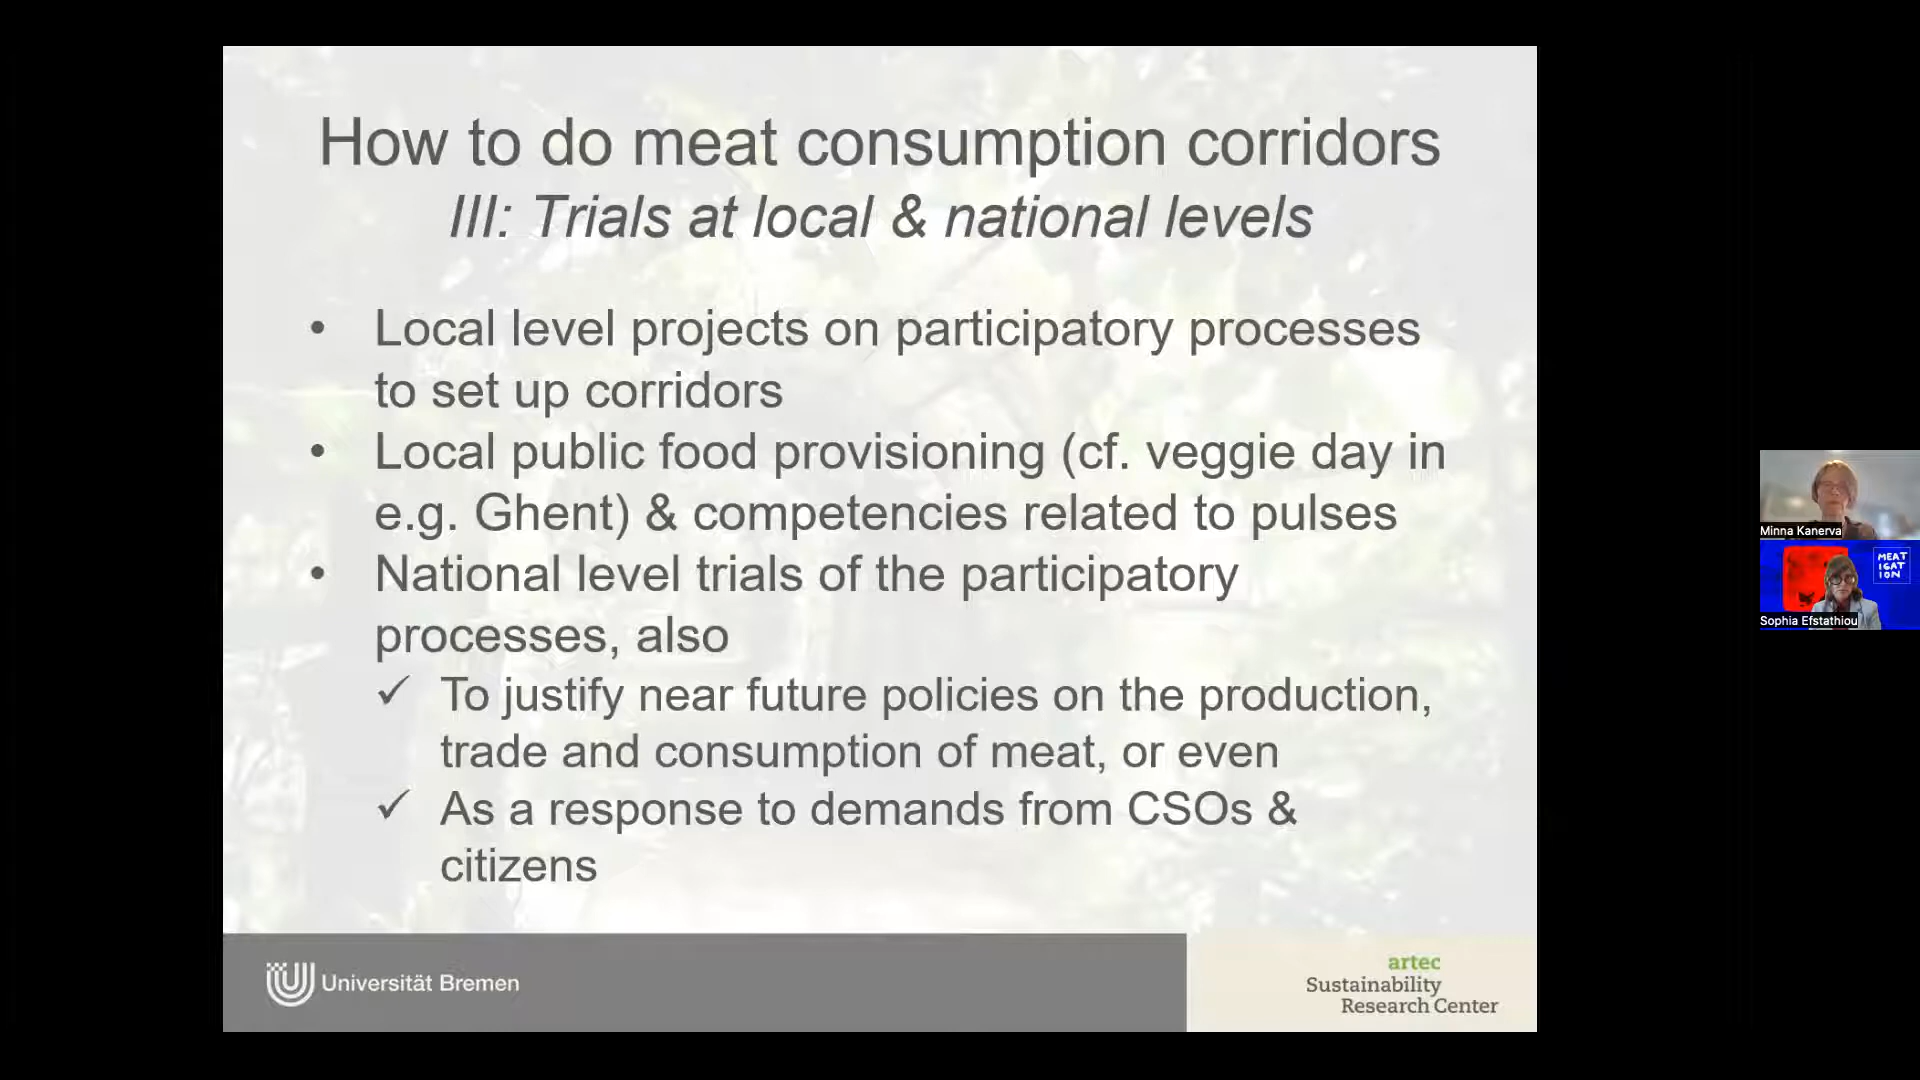 How to do meat consumption corridors
III: Trials at local & national levels
• Local level projects on participatory processes
to set up corridors
• Local public food provisioning (cf. veggie day in
e.g. Ghent) & competencies related to pulses
• National level trials of the participatory
processes, also
✓ To justify near future policies on the production,
trade and consumption of meat, or even
✓ As a response to demands from CSOs &
citizens
Universität Bremen
artec
Sustainability
Research Center
Minna Kanerva
MEAT
IGAT
ION
Sophia Efstathiou